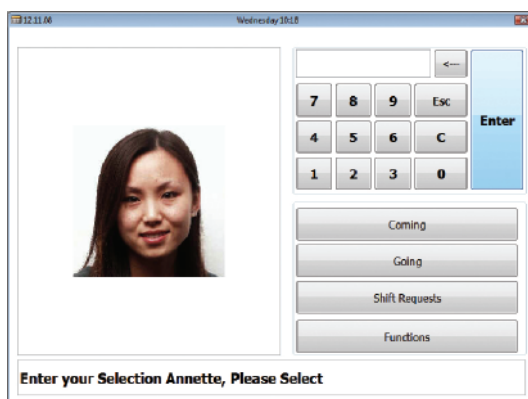 12.11.08 Wednesday 10:18
<---
7 8 9 Esc
4 5 6 C
Enter
1 2 3 0
Coming
Going
Shift Requests
Functions
Enter your Selection Annette, Please Select